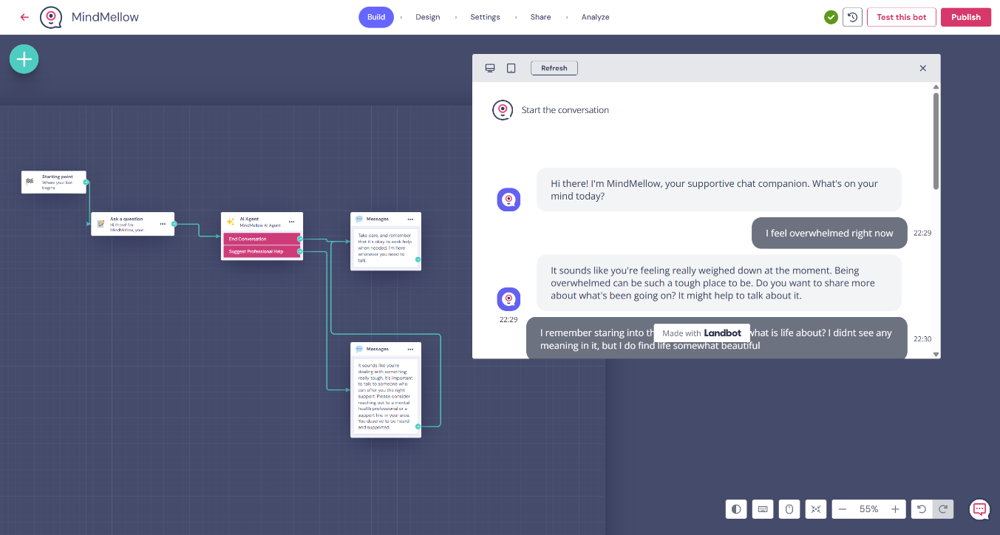 MindMellow
Build
Design
Settings
Share
Analyze
Test this bot
Publish
Starting point
Where your bot
begins
Ask a question
Hi there! I'm
MindMellow, your
AI Agent
MindMellow AI Agent
End Conversation
Suggest Professional Help
Messages
Take care, and remember
that it's okay to seek help
when needed. I'm here
whenever you need to
talk.
Messages
It sounds like you're
dealing with something
really tough. It's important
to talk to someone who
can offer you the right
support. Please consider
reaching out to a mental
health professional or a
support line in your area.
You deserve to be heard
and supported.
Refresh
Start the conversation
Hi there! I'm MindMellow, your supportive chat companion. What's on your
mind today?
I feel overwhelmed right now
22:29
It sounds like you're feeling really weighed down at the moment. Being
overwhelmed can be such a tough place to be. Do you want to share more
about what's been going on? It might help to talk about it.
22:29
I remember staring into
what is life about? I didnt see any
meaning in it, but I do find life somewhat beautiful
22:30
Made with Landbot
55%